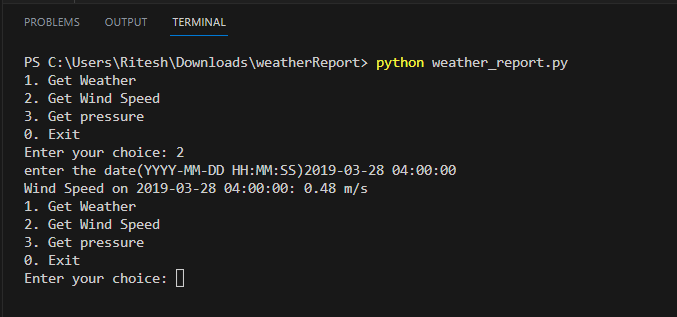 PROBLEMS OUTPUT TERMINAL
PS C:\Users\Ritesh\Downloads\weatherReport> python weather_report.py
1. Get Weather
2. Get Wind Speed
3. Get pressure
0. Exit
Enter your choice: 2
enter the date(YYYY-MM-DD HH:MM:SS)2019-03-28 04:00:00
Wind Speed on 2019-03-28 04:00:00: 0.48 m/s
1. Get Weather
2. Get Wind Speed
3. Get pressure
0. Exit
Enter your choice: